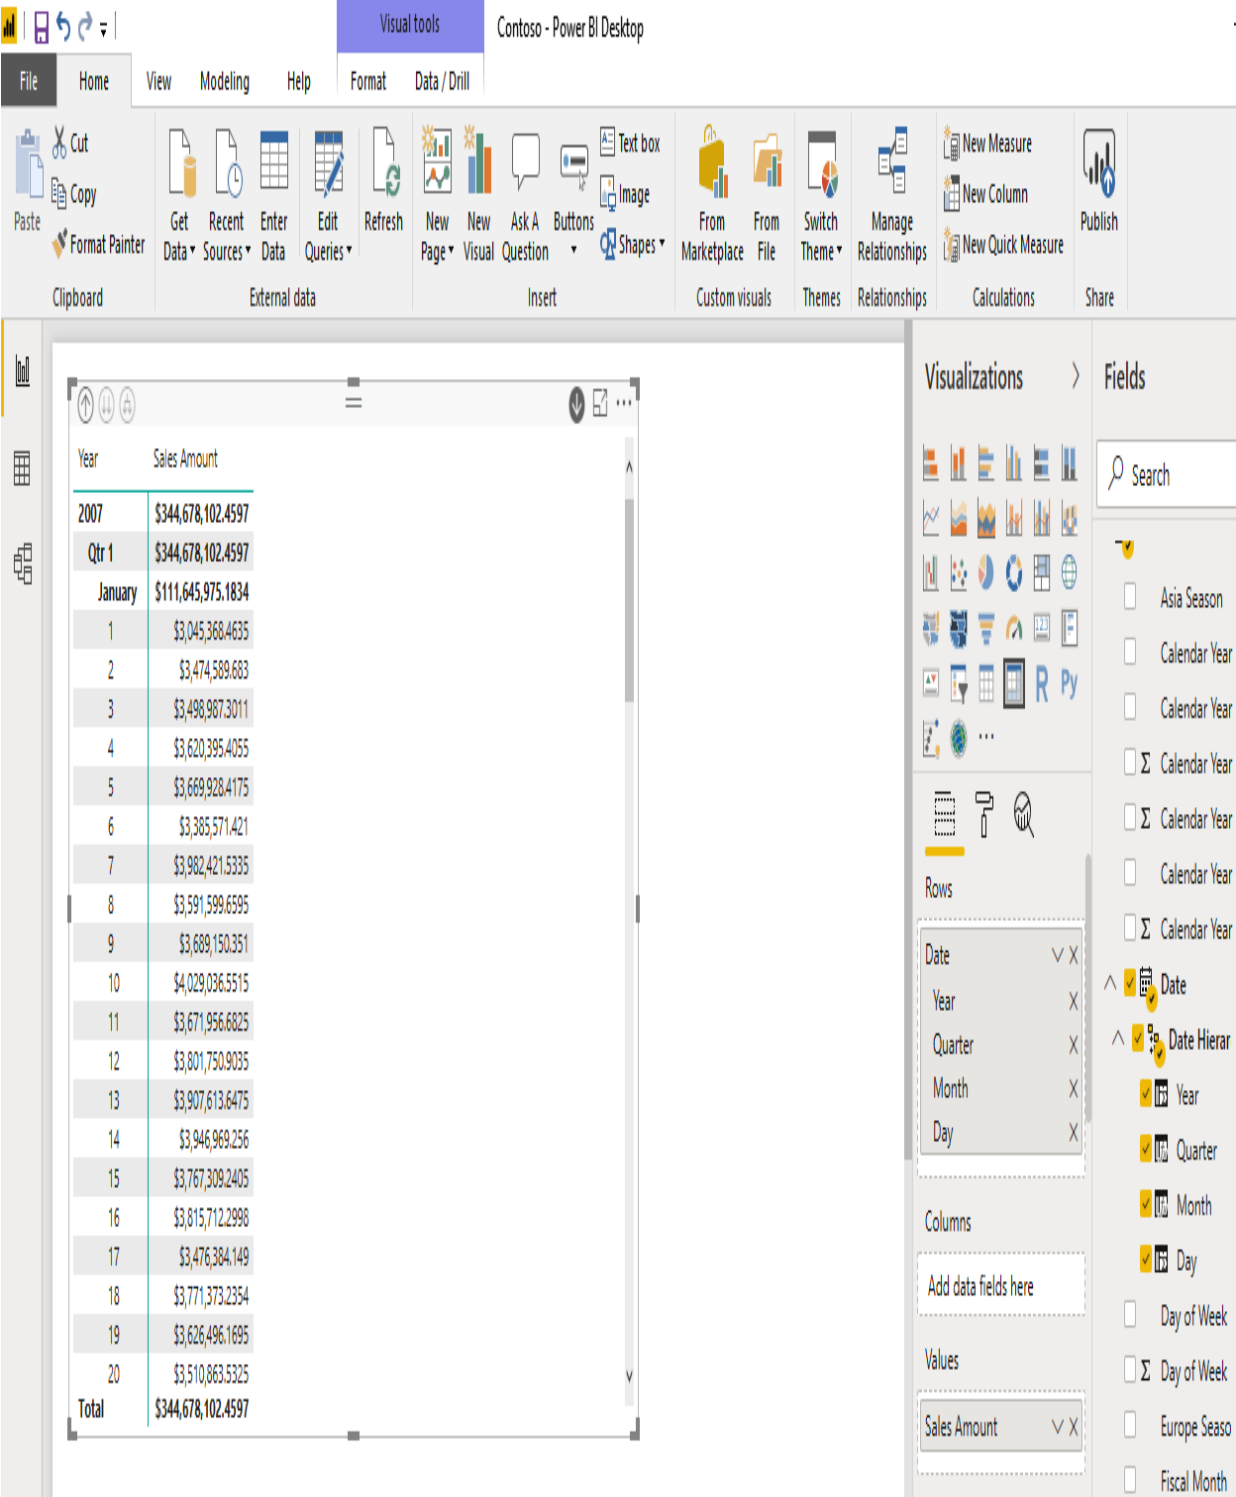 Visual tools
Contoso - Power BI Desktop
File Home View Modeling Help Format Data / Drill
Paste
Cut
Copy
Format Painter
Clipboard
Get Data
Recent Sources
Enter Data
Edit Queries
Refresh
External data
New Page
New Visual
Ask A Question
Buttons
Text box
Image
Shapes
Insert
From Marketplace
From File
Custom visuals
Switch Theme
Themes
Manage Relationships
Relationships
New Measure
New Column
New Quick Measure
Calculations
Publish
Share
Year Sales Amount
2007 $344,678,102.4597
Qtr 1 $344,678,102.4597
January $111,645,975.1834
1 $3,045,368.4635
2 $3,474,589.683
3 $3,498,987.3011
4 $3,620,395.4055
5 $3,669,928.4175
6 $3,385,571.421
7 $3,982,421.5335
8 $3,591,599.6595
9 $3,689,150.351
10 $4,029,036.5515
11 $3,671,956.6825
12 $3,801,750.9035
13 $3,907,613.6475
14 $3,946,969.256
15 $3,767,309.2405
16 $3,815,712.2998
17 $3,476,384.149
18 $3,771,373.2354
19 $3,626,496.1695
20 $3,510,863.5325
Total $344,678,102.4597
Visualizations
123
R
Py
Rows
Date
Year
Quarter
Month
Day
Columns
Add data fields here
Values
Sales Amount
Fields
Search
Asia Season
Calendar Year
Calendar Year
Σ Calendar Year
Σ Calendar Year
Calendar Year
Σ Calendar Year
Date
Date Hierar
Year
Quarter
Month
Day
Day of Week
Σ Day of Week
Europe Seaso
Fiscal Month